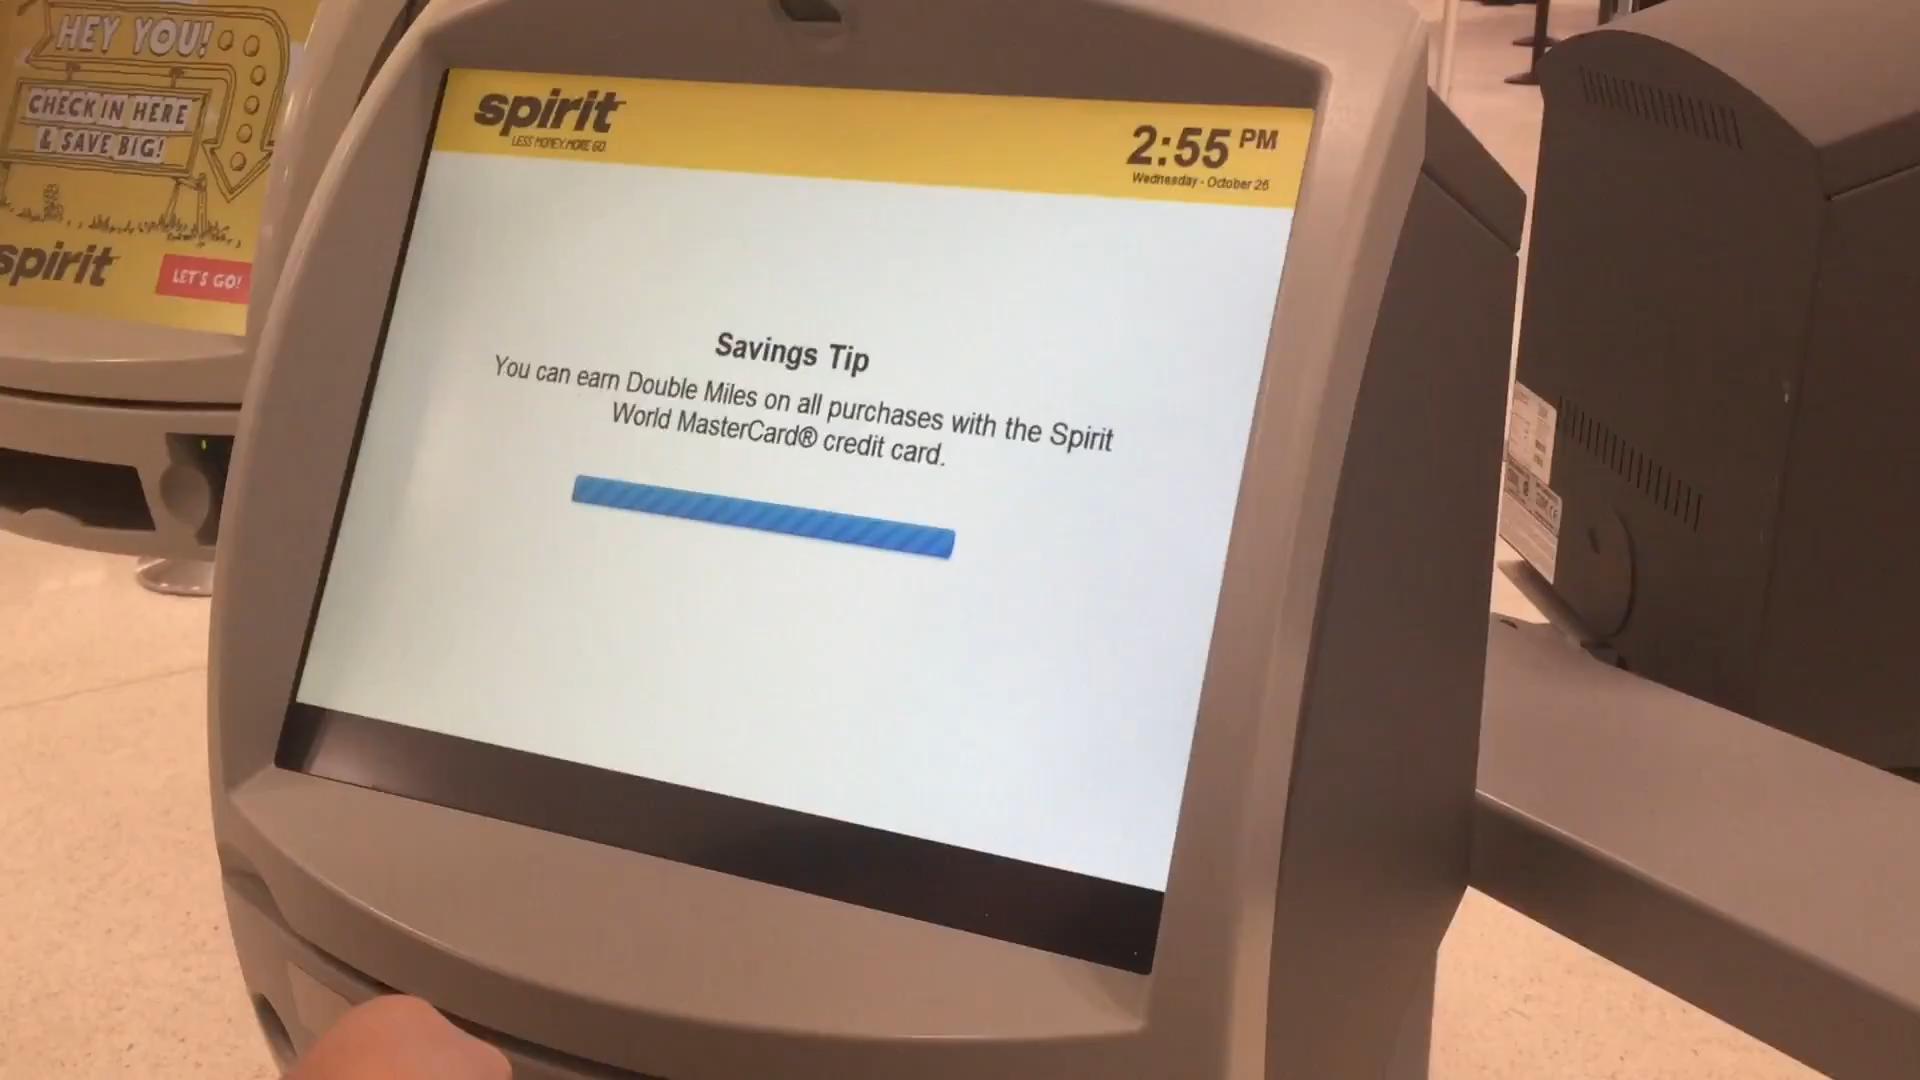 HEY YOU!
CHECK IN HERE
& SAVE BIG!
spirit
LET'S GO!
spirit
LESS MONEY. MORE GO.
2:55 PM
Wednesday - October 26
Savings Tip
You can earn Double Miles on all purchases with the Spirit
World MasterCard® credit card.